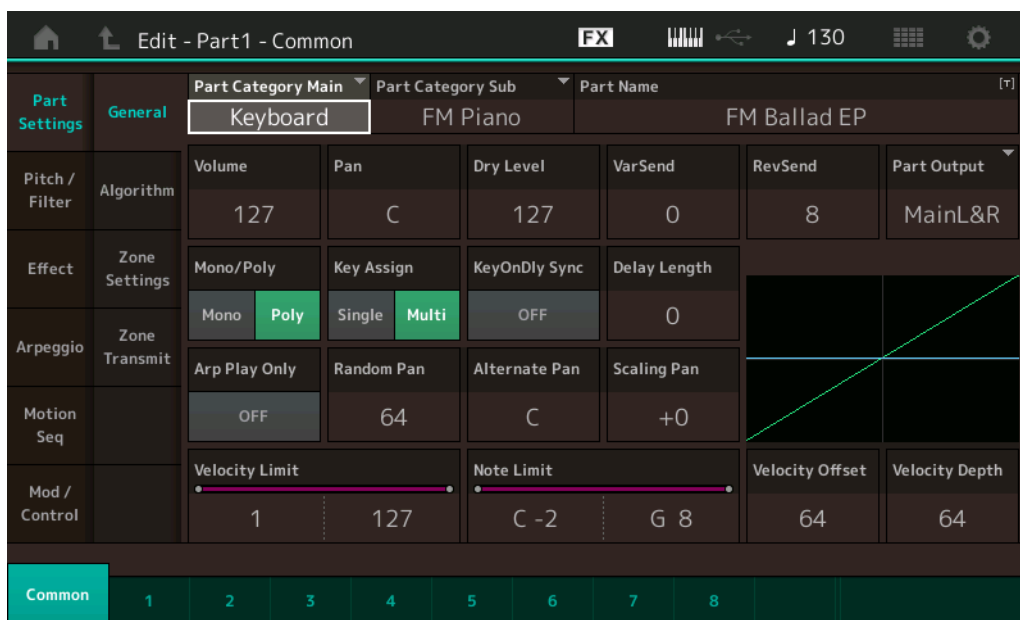 Edit - Part1 - Common
FX
♩ 130
Part Settings
General
Part Category Main
Part Category Sub
Part Name
[T]
Keyboard
FM Piano
FM Ballad EP
Pitch / Filter
Algorithm
Volume
Pan
Dry Level
VarSend
RevSend
Part Output
127
C
127
0
8
MainL&R
Effect
Zone Settings
Mono/Poly
Key Assign
KeyOnDly Sync
Delay Length
Mono
Poly
Single
Multi
OFF
0
Arpeggio
Zone Transmit
Arp Play Only
Random Pan
Alternate Pan
Scaling Pan
OFF
64
C
+0
Motion Seq
Velocity Limit
Note Limit
Velocity Offset
Velocity Depth
Mod / Control
1
127
C -2
G 8
64
64
Common
1
2
3
4
5
6
7
8